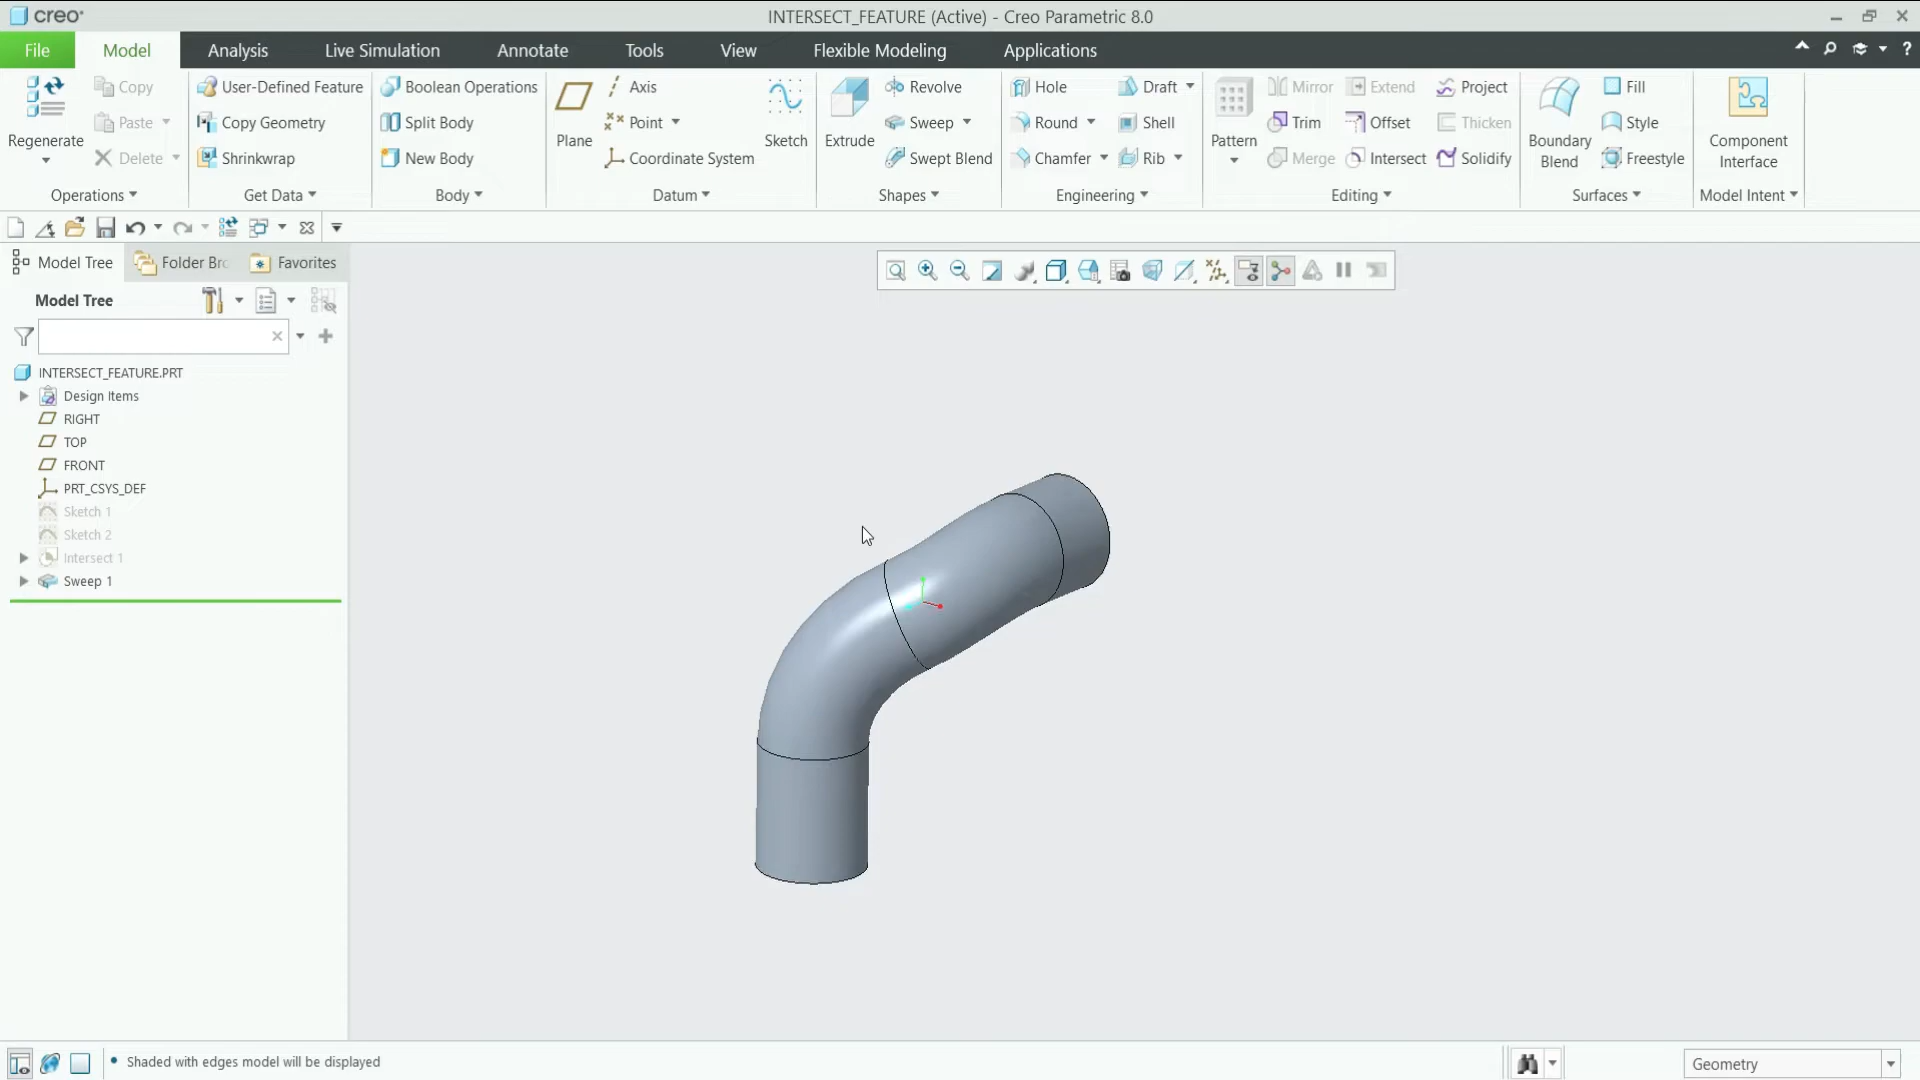 creo
INTERSECT_FEATURE (Active) - Creo Parametric 8.0
File Model Analysis Live Simulation Annotate Tools View Flexible Modeling Applications
Regenerate
Copy
Paste
Delete
Operations
User-Defined Feature
Copy Geometry
Shrinkwrap
Get Data
Boolean Operations
Split Body
New Body
Body
Plane
Axis
Point
Coordinate System
Sketch
Datum
Extrude
Revolve
Sweep
Swept Blend
Shapes
Hole
Round
Chamfer
Draft
Shell
Rib
Engineering
Pattern
Mirror
Trim
Merge
Extend
Offset
Intersect
Project
Thicken
Solidify
Editing
Boundary
Blend
Fill
Style
Freestyle
Surfaces
Component
Interface
Model Intent
Model Tree Folder Bro Favorites
Model Tree
INTERSECT_FEATURE.PRT
Design Items
RIGHT
TOP
FRONT
PRT_CSYS_DEF
Sketch 1
Sketch 2
Intersect 1
Sweep 1
Shaded with edges model will be displayed
Geometry